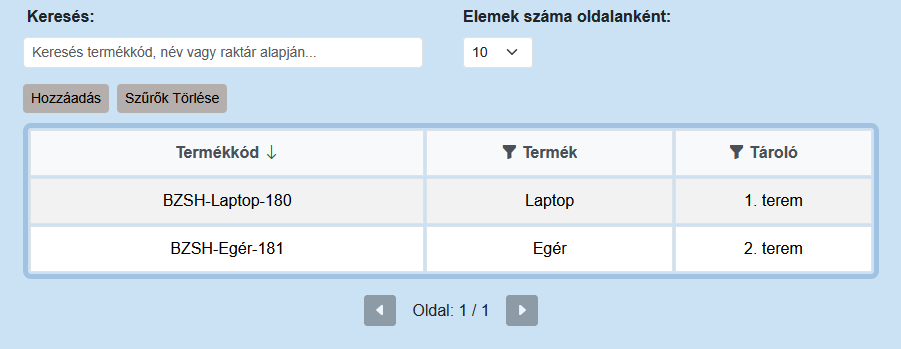 Keresés:
Elemek száma oldalanként:
Keresés termékkód, név vagy raktár alapján...
10
Hozzáadás
Szűrők Törlése
Termékkód ↓
Termék
Tároló
BZSH-Laptop-180
Laptop
1. terem
BZSH-Egér-181
Egér
2. terem
Oldal: 1 / 1